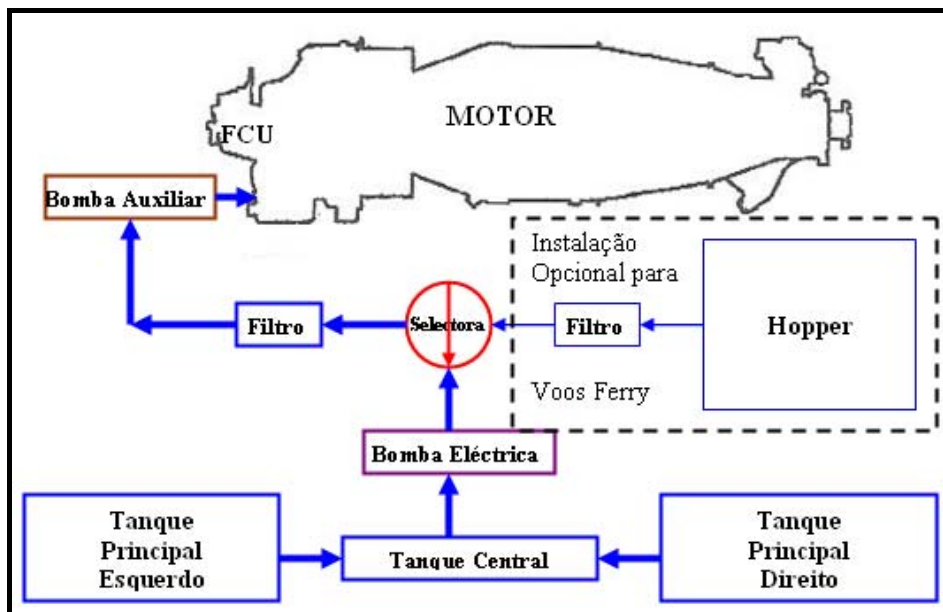 MOTOR
FCU
Bomba Auxiliar
Instalação
Opcional para
Filtro
Selectora
Filtro
Hopper
Voos Ferry
Bomba Eléctrica
Tanque
Principal
Esquerdo
Tanque Central
Tanque
Principal
Direito